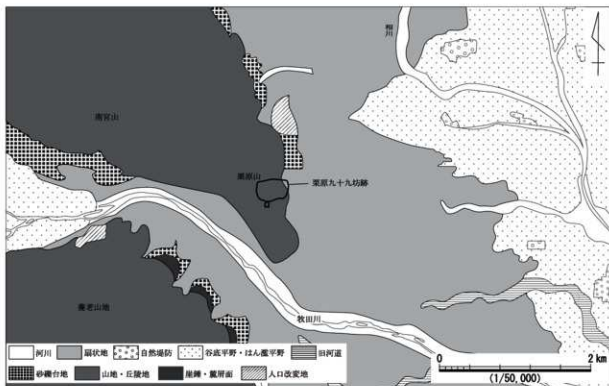 相川
南宮山
栗原山
栗原九十九坊跡
養老山地
牧田川
河川
扇状地
自然堤防
谷底平野・はん濫平野
旧河道
砂礫台地
山地・丘陵地
崖錐・麓屑面
人口改変地
0 2 km
(1/50,000)